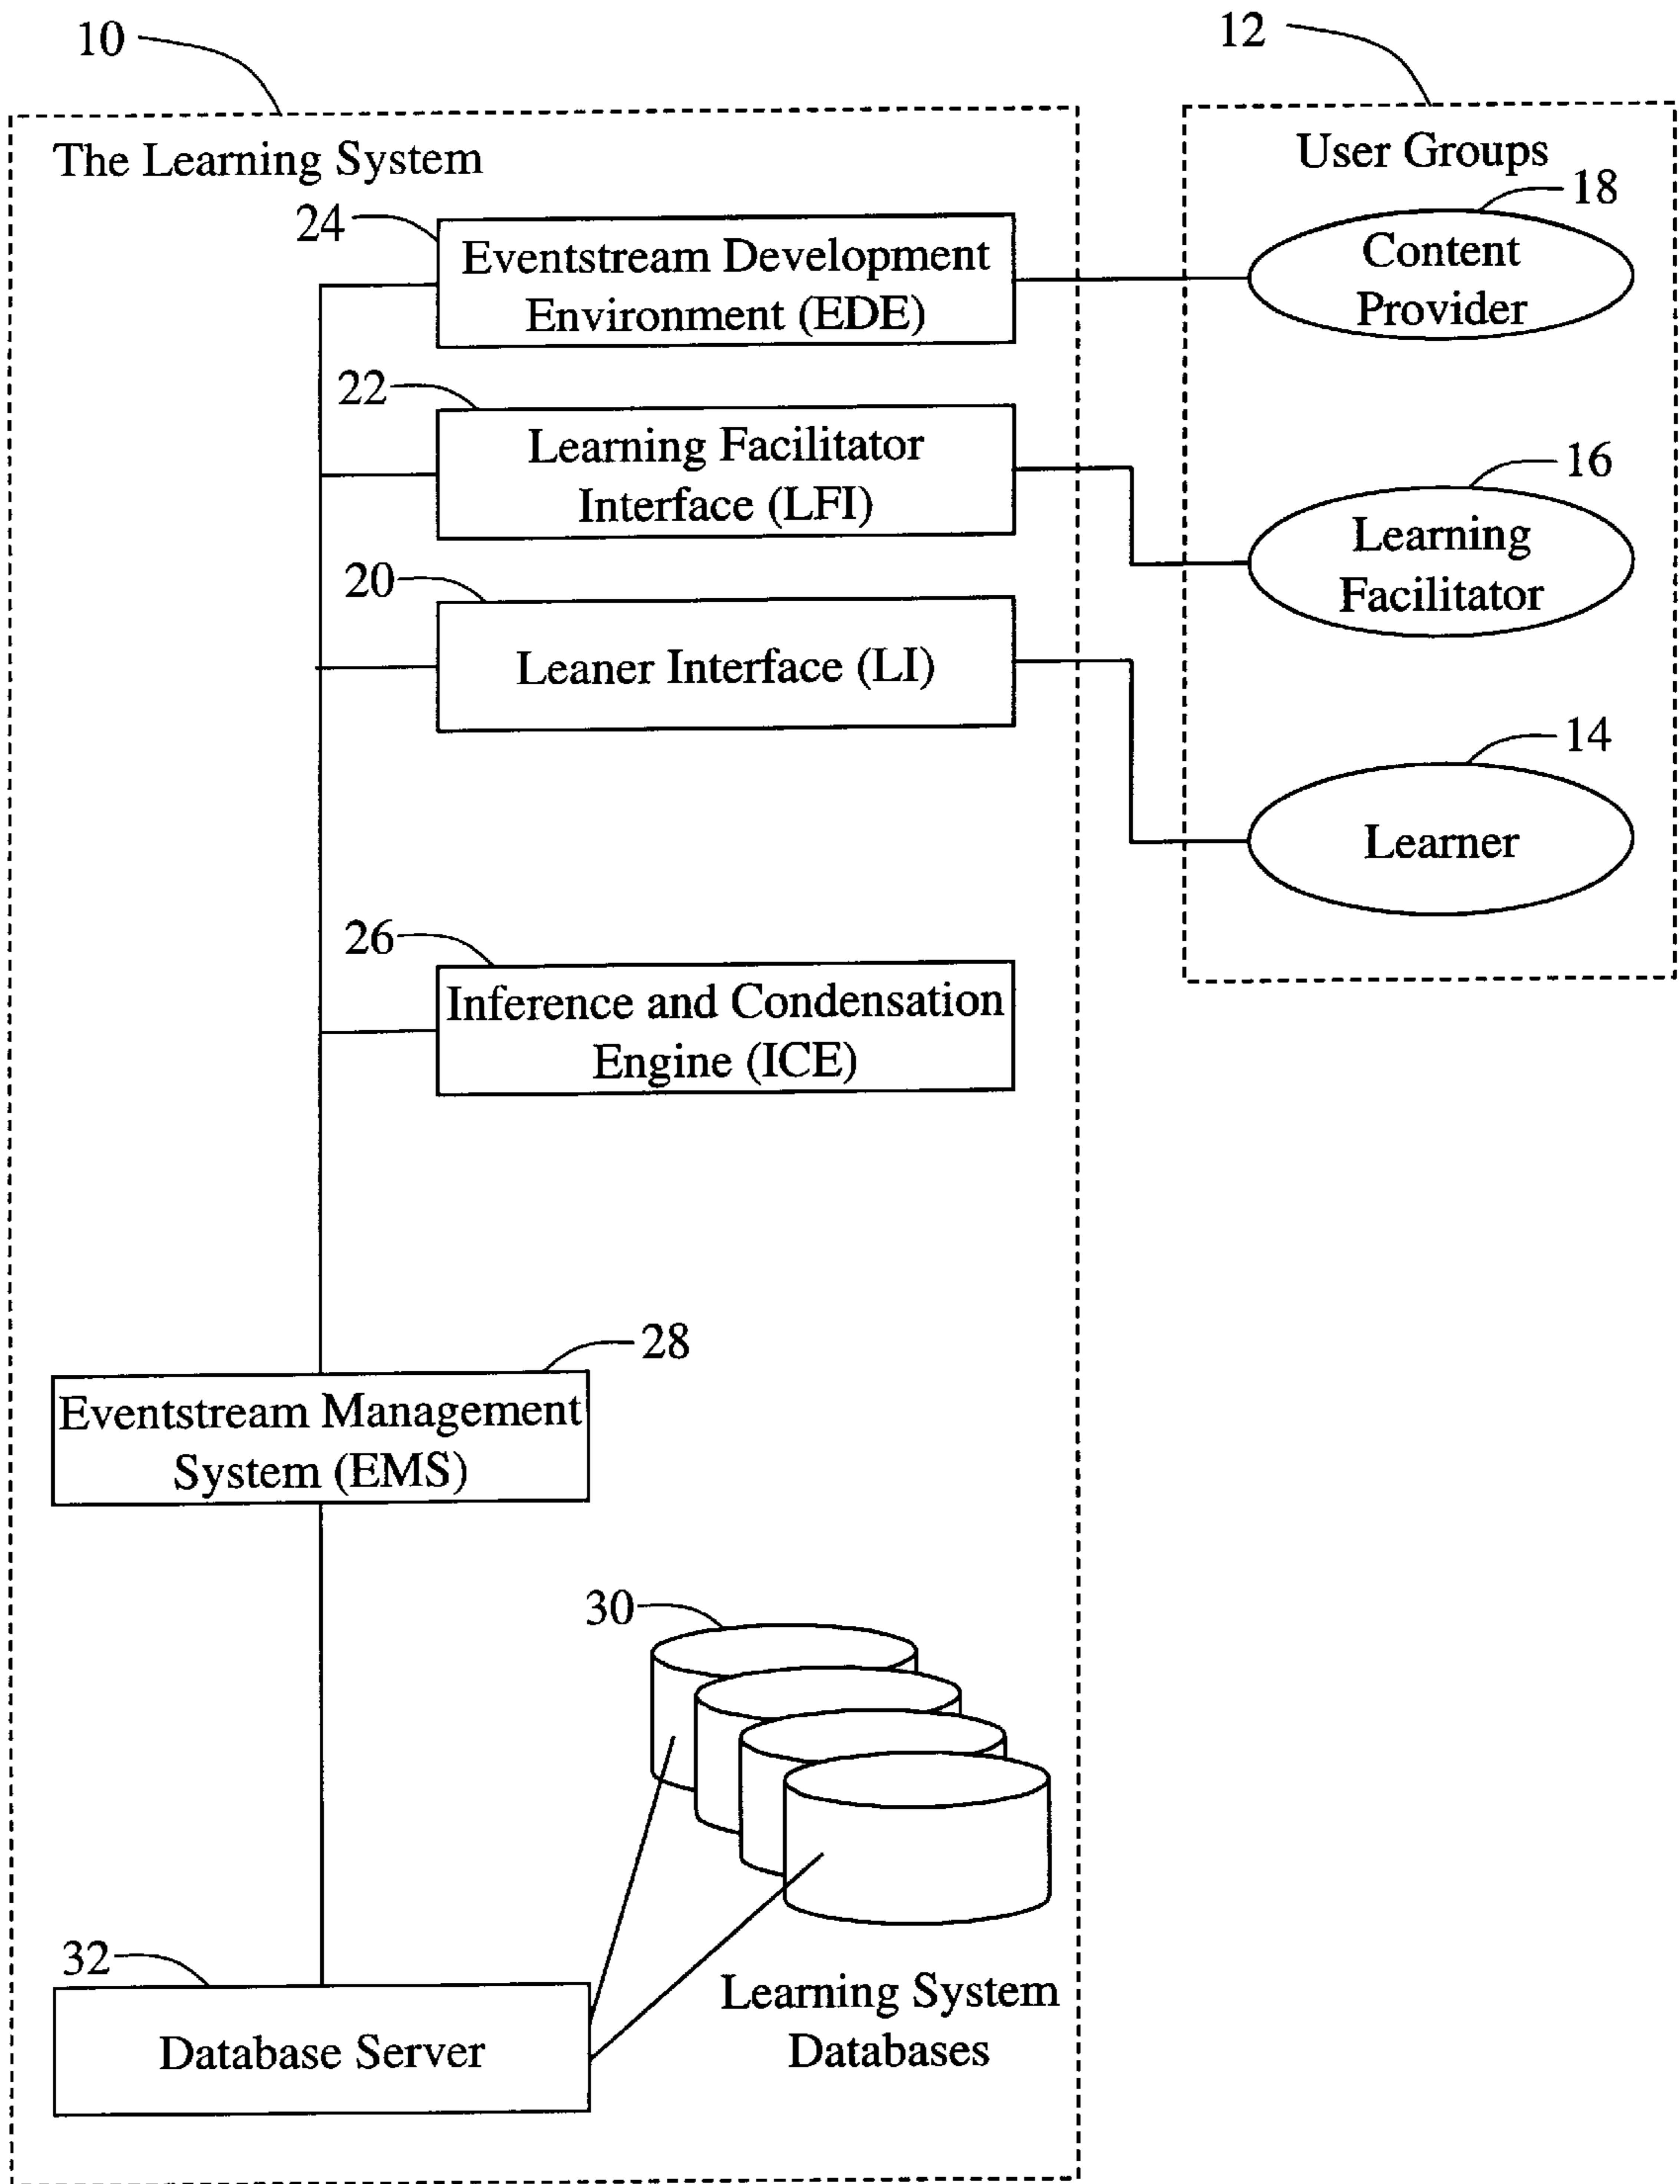 10
12
The Learning System
User Groups
24
Eventstream Development
Environment (EDE)
18
Content
Provider
22
Learning Facilitator
Interface (LFI)
16
Learning
Facilitator
20
Leaner Interface (LI)
14
Learner
26
Inference and Condensation
Engine (ICE)
28
Eventstream Management
System (EMS)
30
Learning System
Databases
32
Database Server